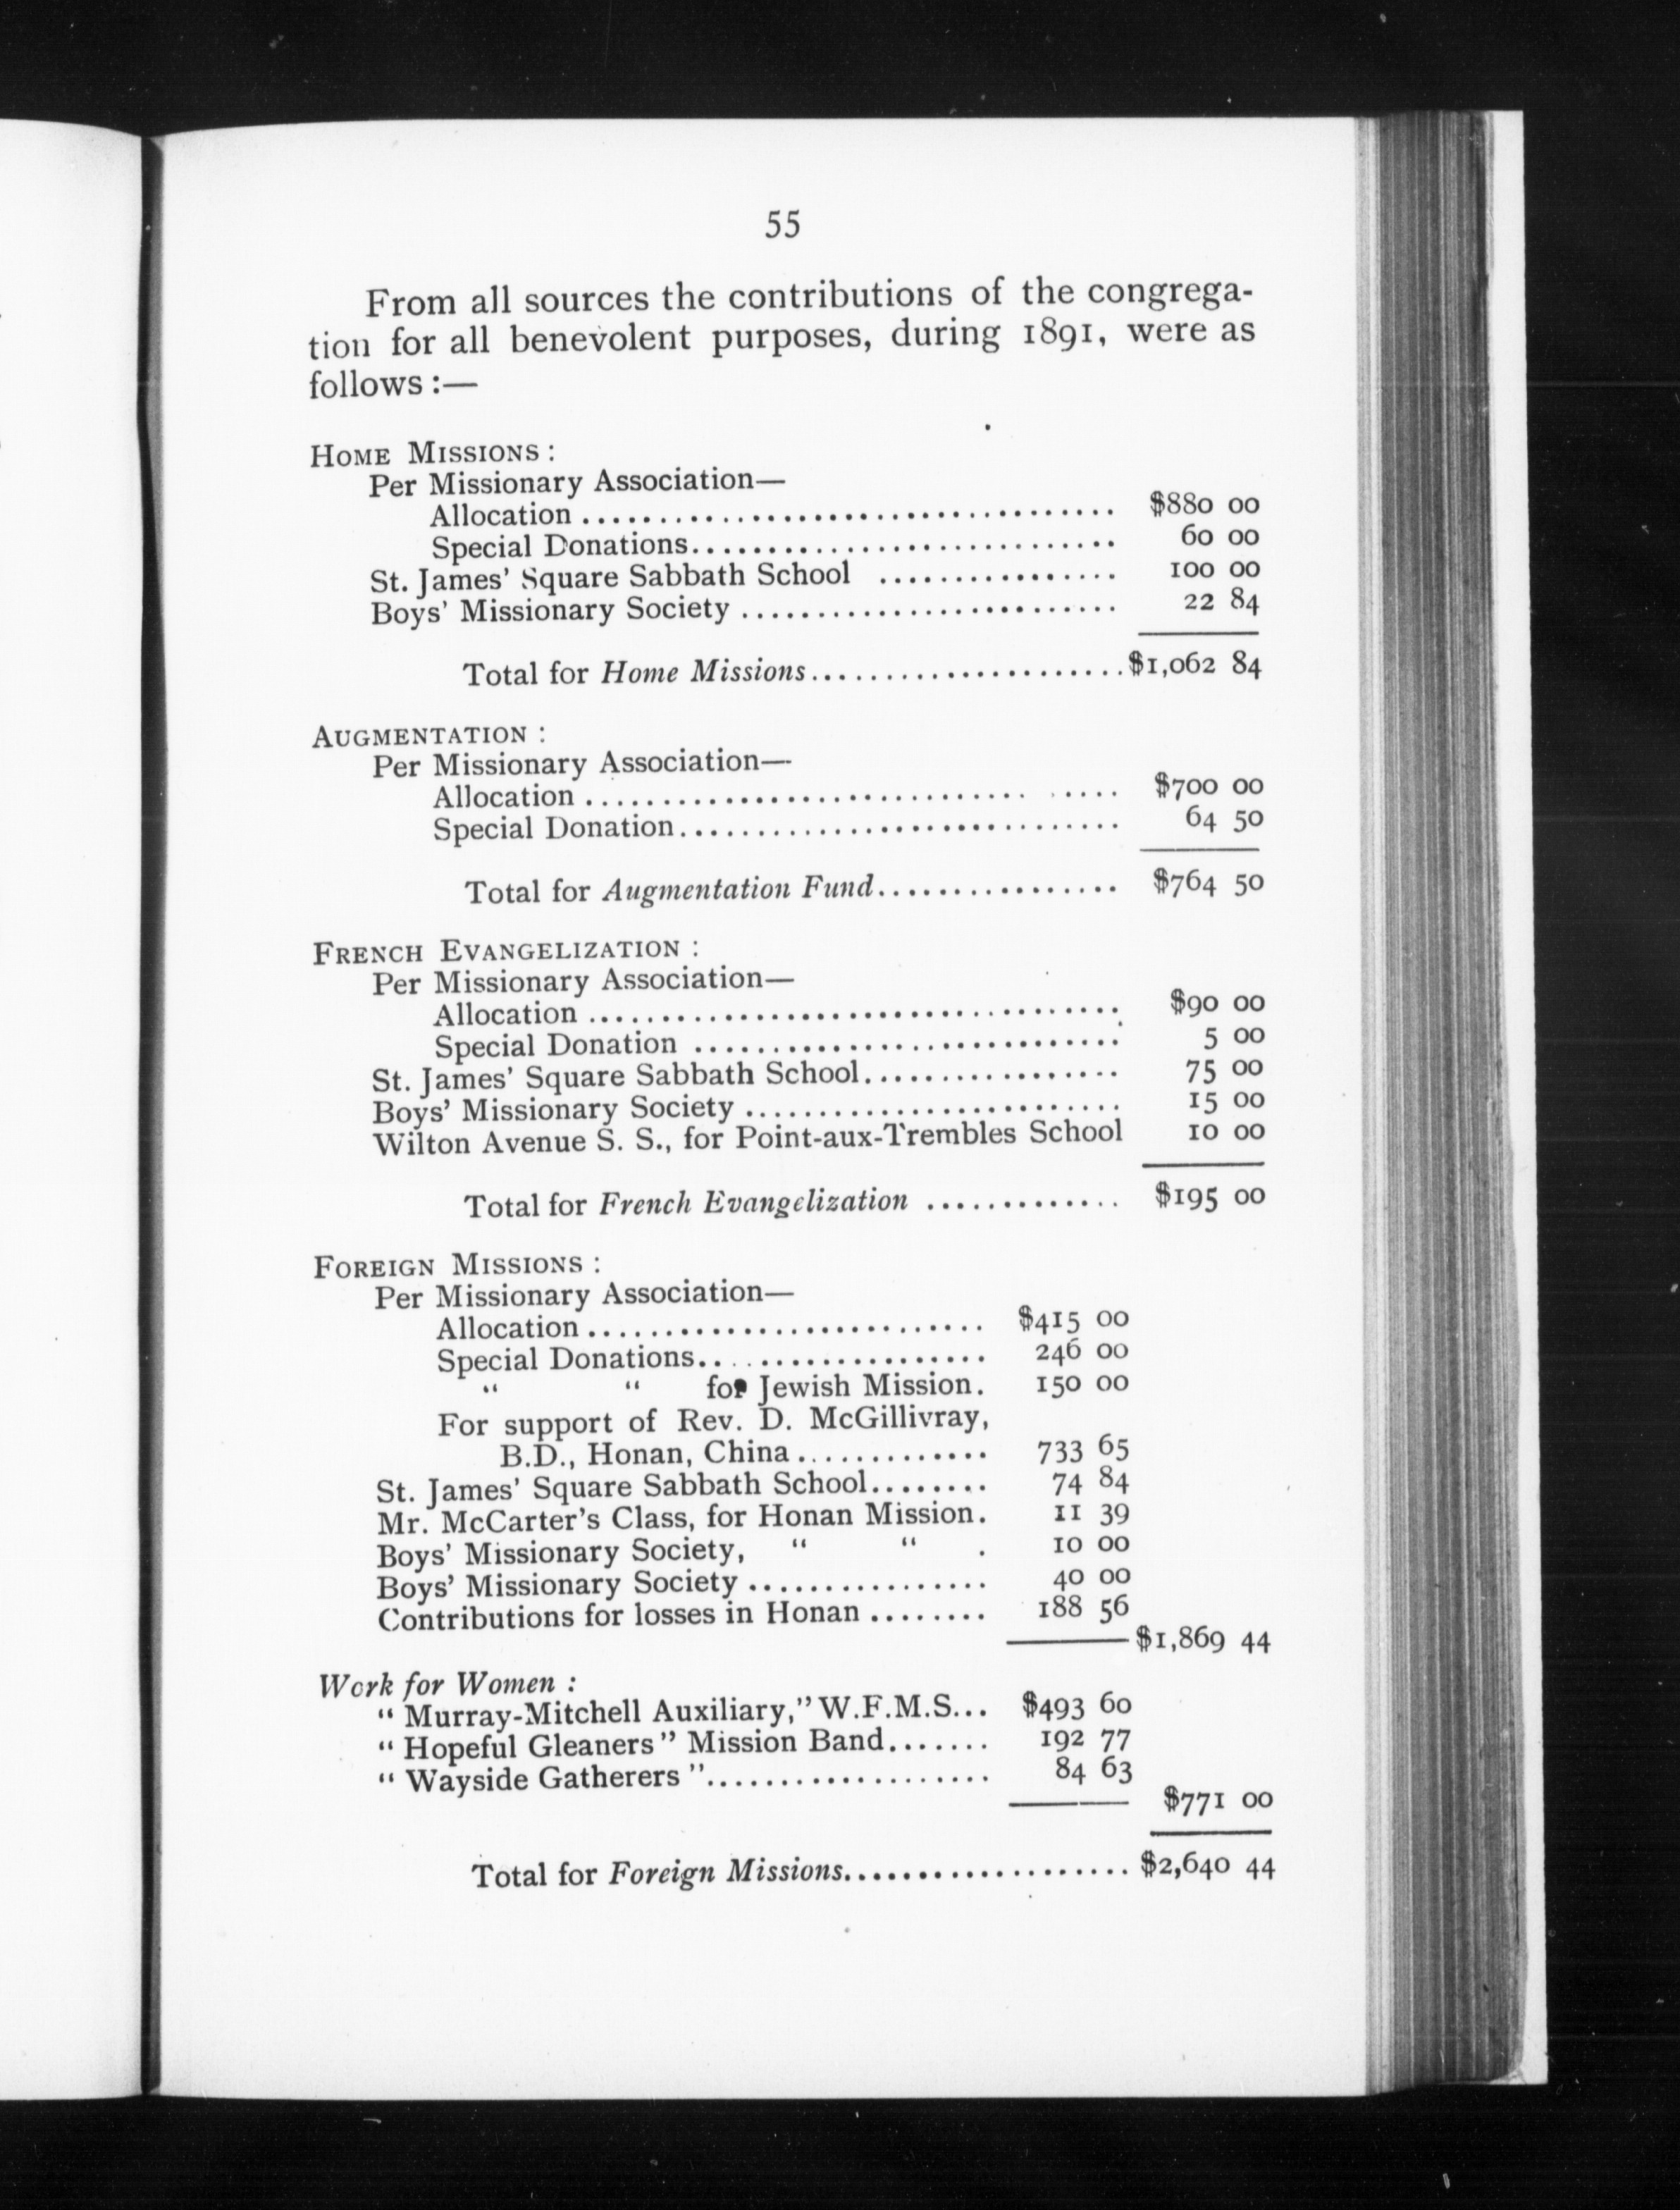 55
From all sources the contributions of the congrega-
tion for all benevolent purposes, during 1891, were as
follows :—
HOME MISSIONS :
Per Missionary Association—
Allocation .................................... $880 00
Special Donations............................ 60 00
St. James' Square Sabbath School ................ 100 00
Boys' Missionary Society ......................... 22 84
Total for Home Missions.....................$1,062 84
AUGMENTATION :
Per Missionary Association—
Allocation .................................. $700 00
Special Donation............................. 64 50
Total for Augmentation Fund................ $764 50
FRENCH EVANGELIZATION :
Per Missionary Association—
Allocation ................................... $90 00
Special Donation ............................ 5 00
St. James' Square Sabbath School................. 75 00
Boys' Missionary Society ......................... 15 00
Wilton Avenue S. S., for Point-aux-Trembles School 10 00
Total for French Evangelization ............. $195 00
FOREIGN MISSIONS :
Per Missionary Association—
Allocation .......................... $415 00
Special Donations................... 246 00
“ “ for Jewish Mission. 150 00
For support of Rev. D. McGillivray,
B.D., Honan, China ............. 733 65
St. James' Square Sabbath School........ 74 84
Mr. McCarter's Class, for Honan Mission. 11 39
Boys' Missionary Society, “ “ . 10 00
Boys' Missionary Society ................ 40 00
Contributions for losses in Honan ........ 188 56
$1,869 44
Work for Women :
“ Murray-Mitchell Auxiliary,” W.F.M.S... $493 60
“ Hopeful Gleaners ” Mission Band....... 192 77
“ Wayside Gatherers ”................... 84 63
$771 00
Total for Foreign Missions................... $2,640 44